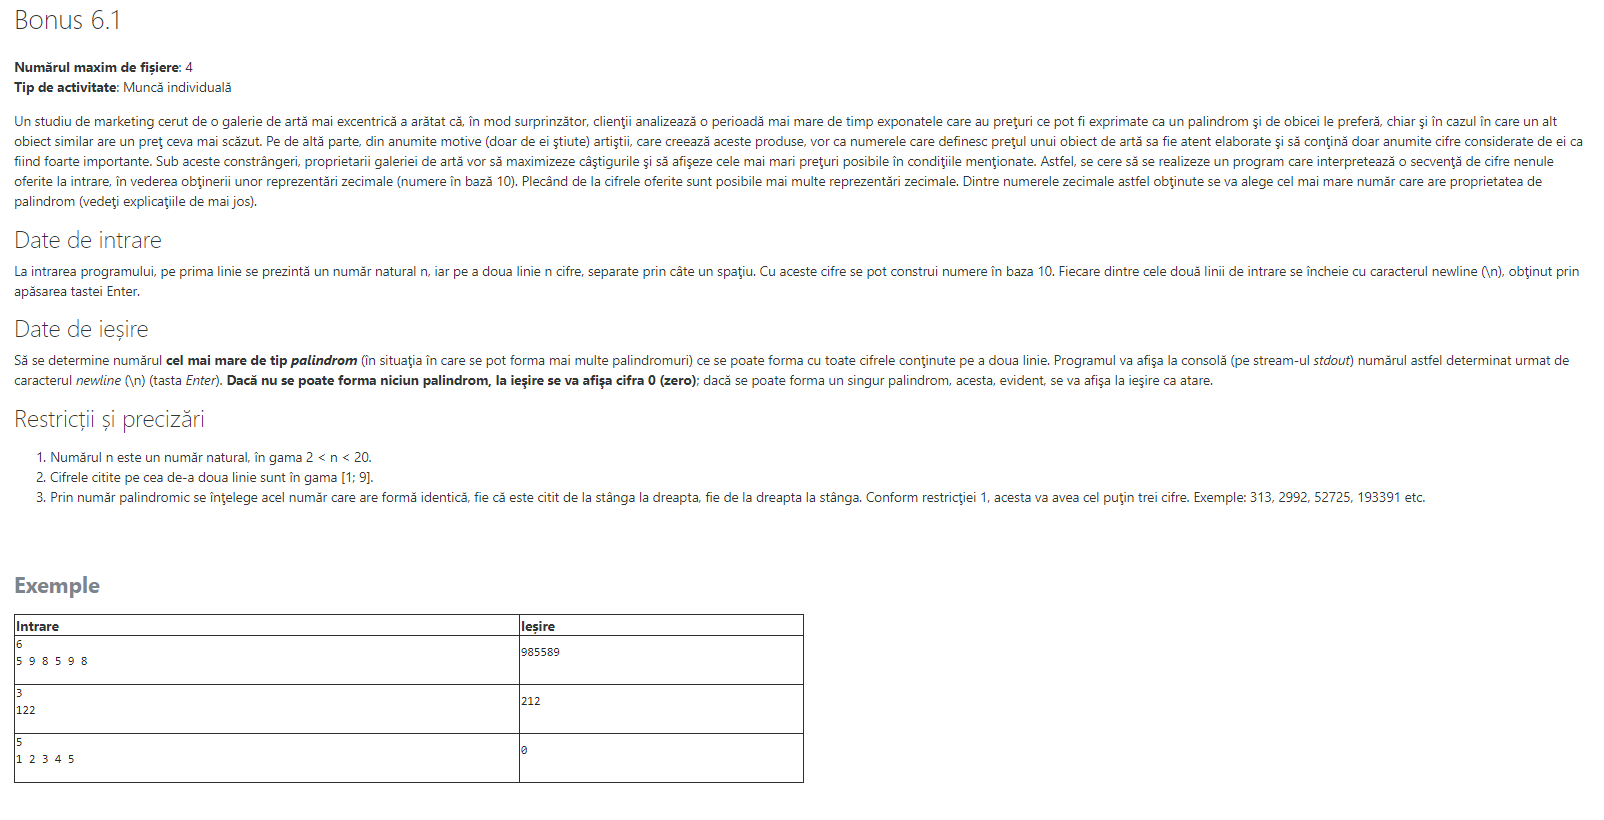 Bonus 6.1
Numărul maxim de fișiere: 4
Tip de activitate: Muncă individuală
Un studiu de marketing cerut de o galerie de artă mai excentrică a arătat că, în mod surprinzător, clienţii analizează o perioadă mai mare de timp exponatele care au preţuri ce pot fi exprimate ca un palindrom şi de obicei le preferă, chiar şi în cazul în care un alt
obiect similar are un preţ ceva mai scăzut. Pe de altă parte, din anumite motive (doar de ei ştiute) artiştii, care creează aceste produse, vor ca numerele care definesc preţul unui obiect de artă sa fie atent elaborate şi să conţină doar anumite cifre considerate de ei ca
fiind foarte importante. Sub aceste constrângeri, proprietarii galeriei de artă vor să maximizeze câştigurile şi să afişeze cele mai mari preţuri posibile în condiţiile menţionate. Astfel, se cere să se realizeze un program care interpretează o secvenţă de cifre nenule
oferite la intrare, în vederea obţinerii unor reprezentări zecimale (numere în bază 10). Plecând de la cifrele oferite sunt posibile mai multe reprezentări zecimale. Dintre numerele zecimale astfel obţinute se va alege cel mai mare număr care are proprietatea de
palindrom (vedeţi explicaţiile de mai jos).
Date de intrare
La intrarea programului, pe prima linie se prezintă un număr natural n, iar pe a doua linie n cifre, separate prin câte un spaţiu. Cu aceste cifre se pot construi numere în baza 10. Fiecare dintre cele două linii de intrare se încheie cu caracterul newline (\n), obţinut prin
apăsarea tastei Enter.
Date de ieșire
Să se determine numărul cel mai mare de tip palindrom (în situaţia în care se pot forma mai multe palindromuri) ce se poate forma cu toate cifrele conţinute pe a doua linie. Programul va afişa la consolă (pe stream-ul stdout) numărul astfel determinat urmat de
caracterul newline (\n) (tasta Enter). Dacă nu se poate forma niciun palindrom, la ieşire se va afişa cifra 0 (zero); dacă se poate forma un singur palindrom, acesta, evident, se va afişa la ieşire ca atare.
Restricții și precizări
1. Numărul n este un număr natural, în gama 2 < n < 20.
2. Cifrele citite pe cea de-a doua linie sunt în gama [1; 9].
3. Prin număr palindromic se înţelege acel număr care are formă identică, fie că este citit de la stânga la dreapta, fie de la dreapta la stânga. Conform restricţiei 1, acesta va avea cel puţin trei cifre. Exemple: 313, 2992, 52725, 193391 etc.
Exemple
Intrare Ieșire
6
5 9 8 5 9 8
985589
3
122
212
5
1 2 3 4 5
0